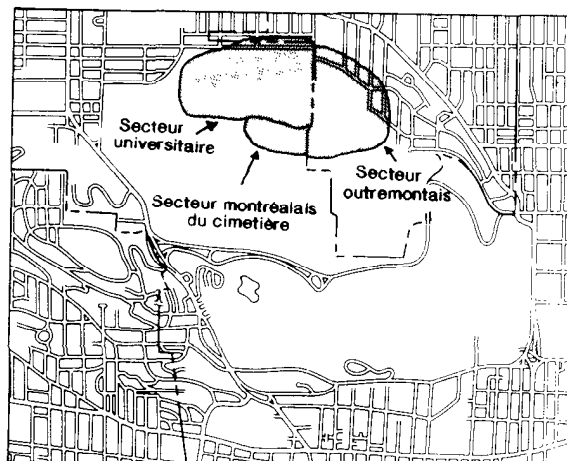 Secteur
universitaire
Secteur
outremontais
Secteur montréalais
du cimetière